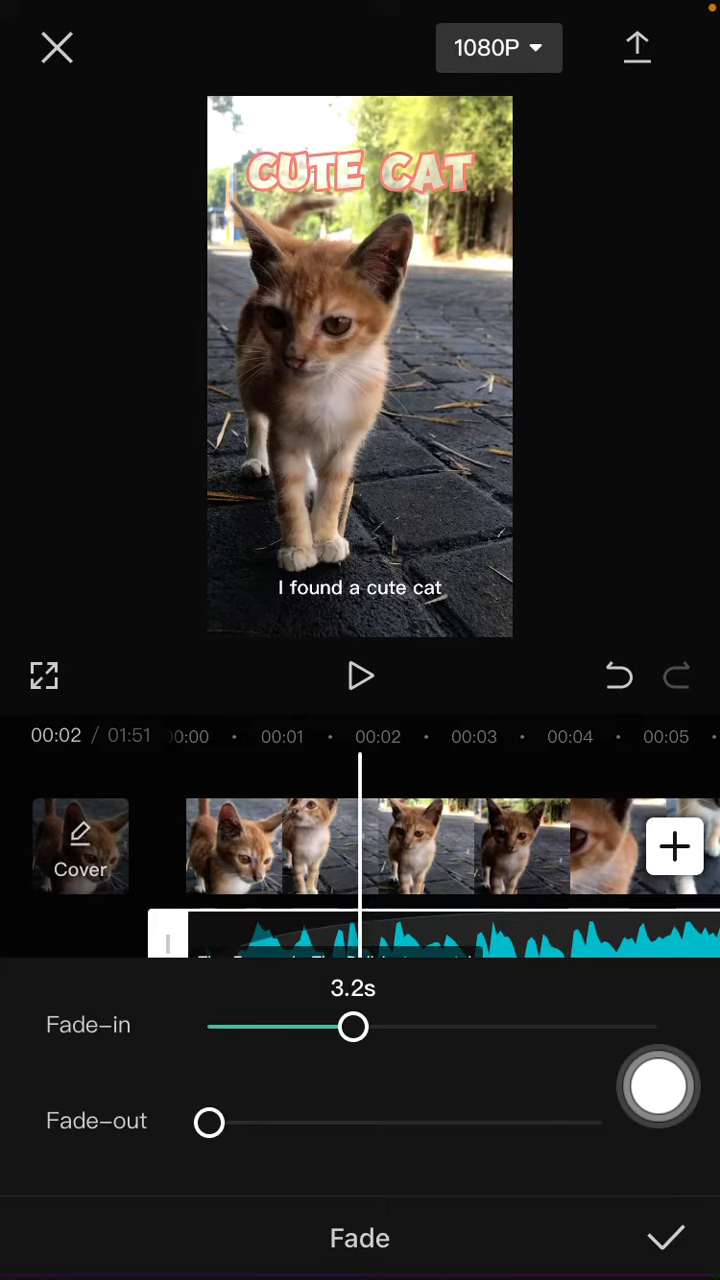 1080P
CUTE CAT
I found a cute cat
00:02 / 01:51 00:00 00:01 00:02 00:03 00:04 00:05
Cover
3.2s
Fade-in
Fade-out
Fade